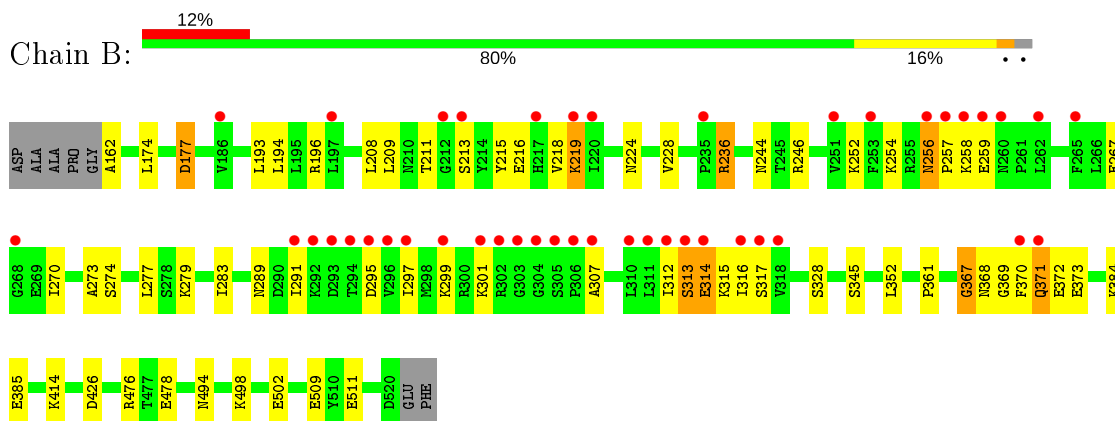 12%
Chain B:
80% 16% • •
ASP ALA ALA PRO GLY A162 L174 D177 V186 L193 L194 L195 R196 L197 L208 L209 N210 T211 G212 S213 Y214 Y215 E216 H217 V218 K219 I220 N224 V228 P235 R236 N244 T245 R246 V251 K252 F253 K254 R255 N256 P257 K258 E259 N260 P261 L262 F265 L266 E267
G268 E269 I270 A273 S274 L277 S278 K279 I283 N289 D290 I291 K292 D293 T294 D295 V296 I297 M298 K299 R300 K301 R302 G303 G304 S305 P306 A307 L310 L311 I312 S313 E314 K315 I316 S317 V318 S328 S345 L352 P361 G367 N368 G369 F370 Q371 E372 E373 K384
E385 K414 D426 R476 T477 E478 N494 K498 E502 E509 Y510 E511 D520 GLU PHE